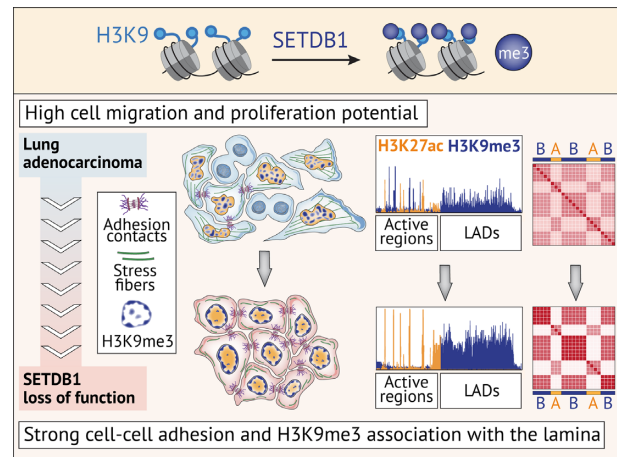 H3K9
SETDB1
me3
High cell migration and proliferation potential
Lung
adenocarcinoma
Adhesion
contacts
Stress
fibers
H3K9me3
SETDB1
loss of function
H3K27ac H3K9me3
Active
regions
LADs
B A B A B
Active
regions
LADs
B A B A B
Strong cell-cell adhesion and H3K9me3 association with the lamina